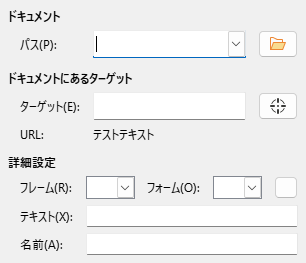 ドキュメント
パス(P):
ドキュメントにあるターゲット
ターゲット(E):
URL: テストテキスト
詳細設定
フレーム(R): フォーム(O):
テキスト(X):
名前(A):